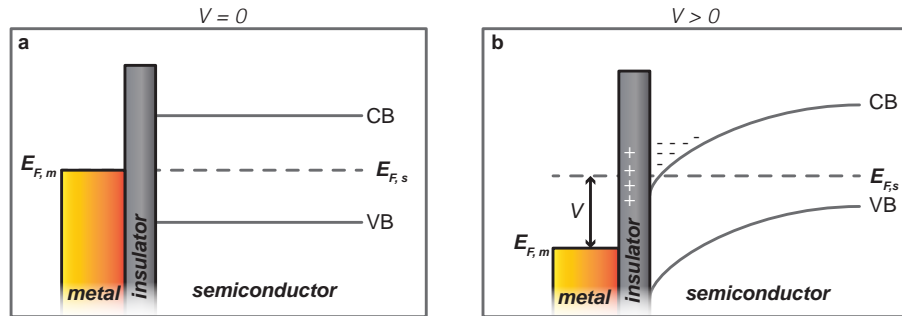 V = 0
a
CB
E_F, m
E_F, s
VB
insulator
metal
semiconductor
V > 0
b
CB
- - - -
- - -
- -
+
+
+
+
E_F,s
V
VB
E_F, m
insulator
metal
semiconductor